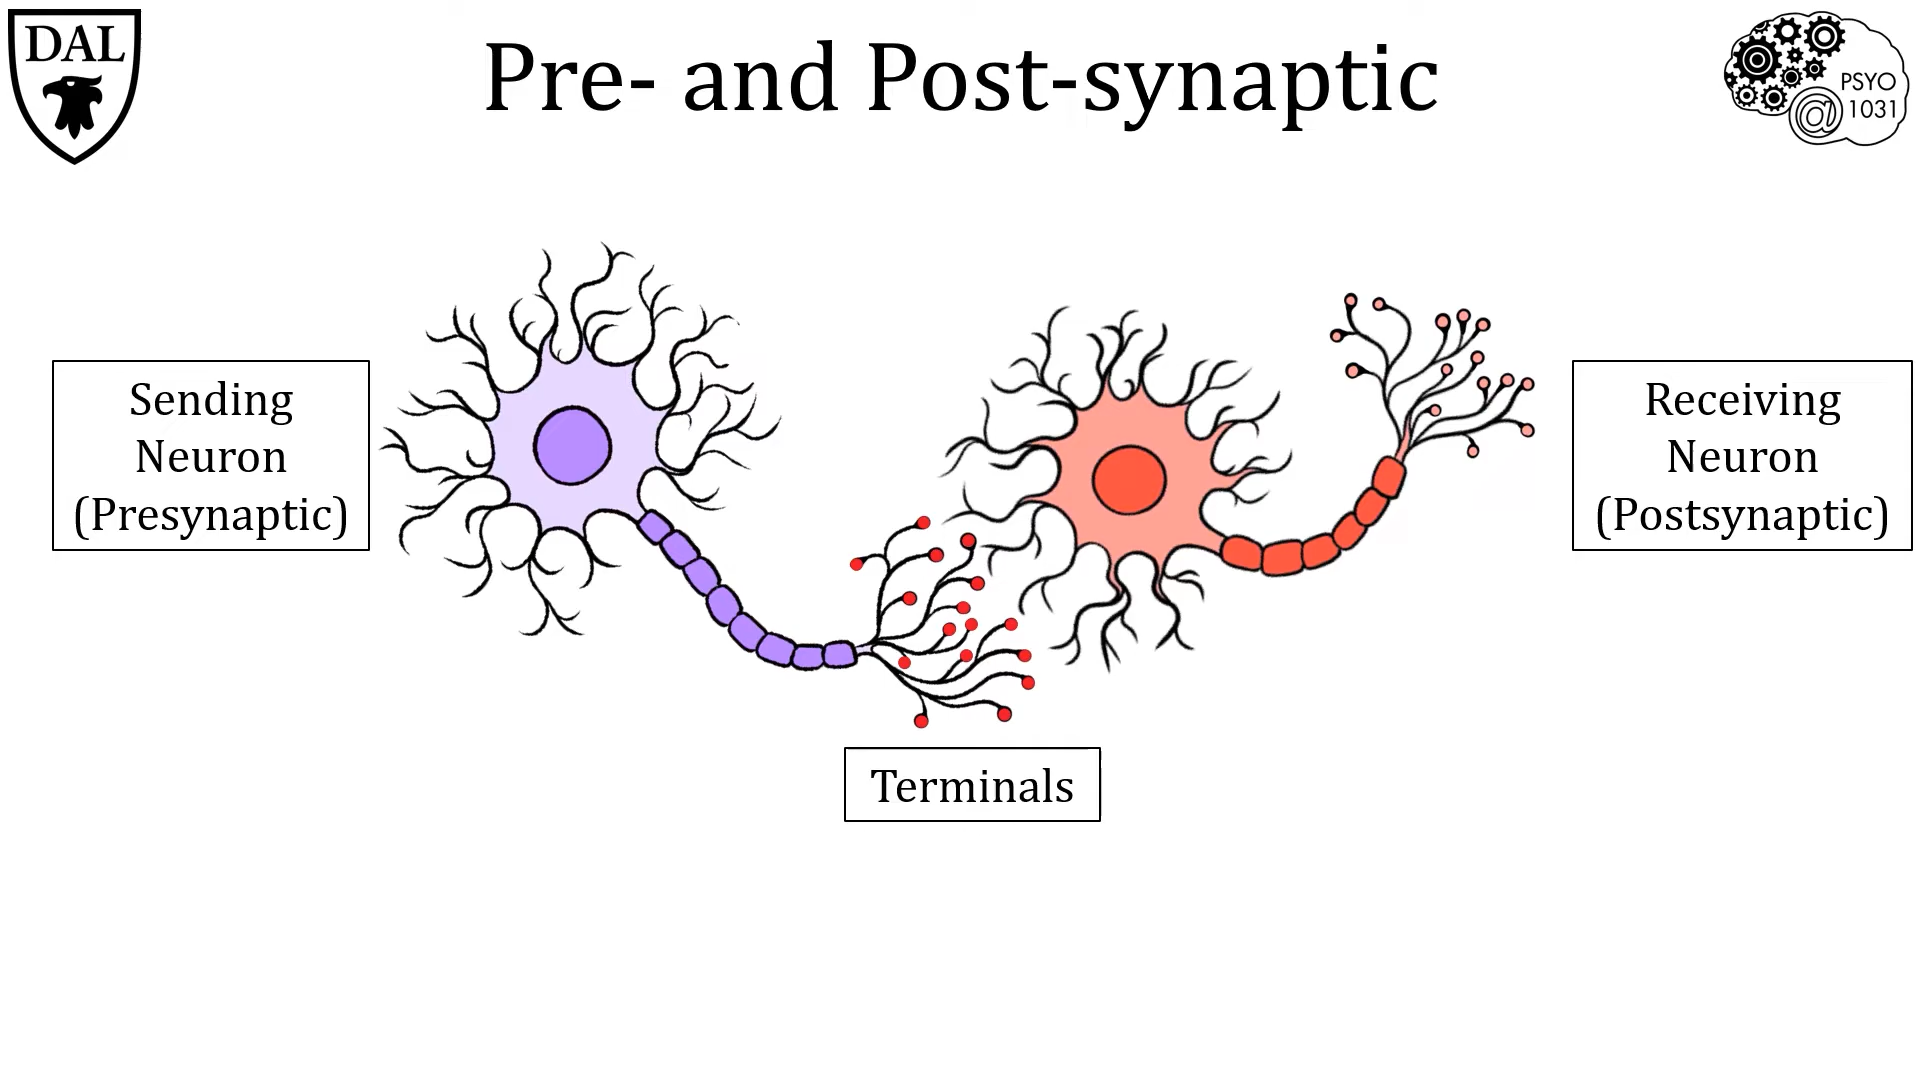 DAL
Pre- and Post-synaptic
PSYO
@ 1031
Sending
Neuron
(Presynaptic)
Receiving
Neuron
(Postsynaptic)
Terminals